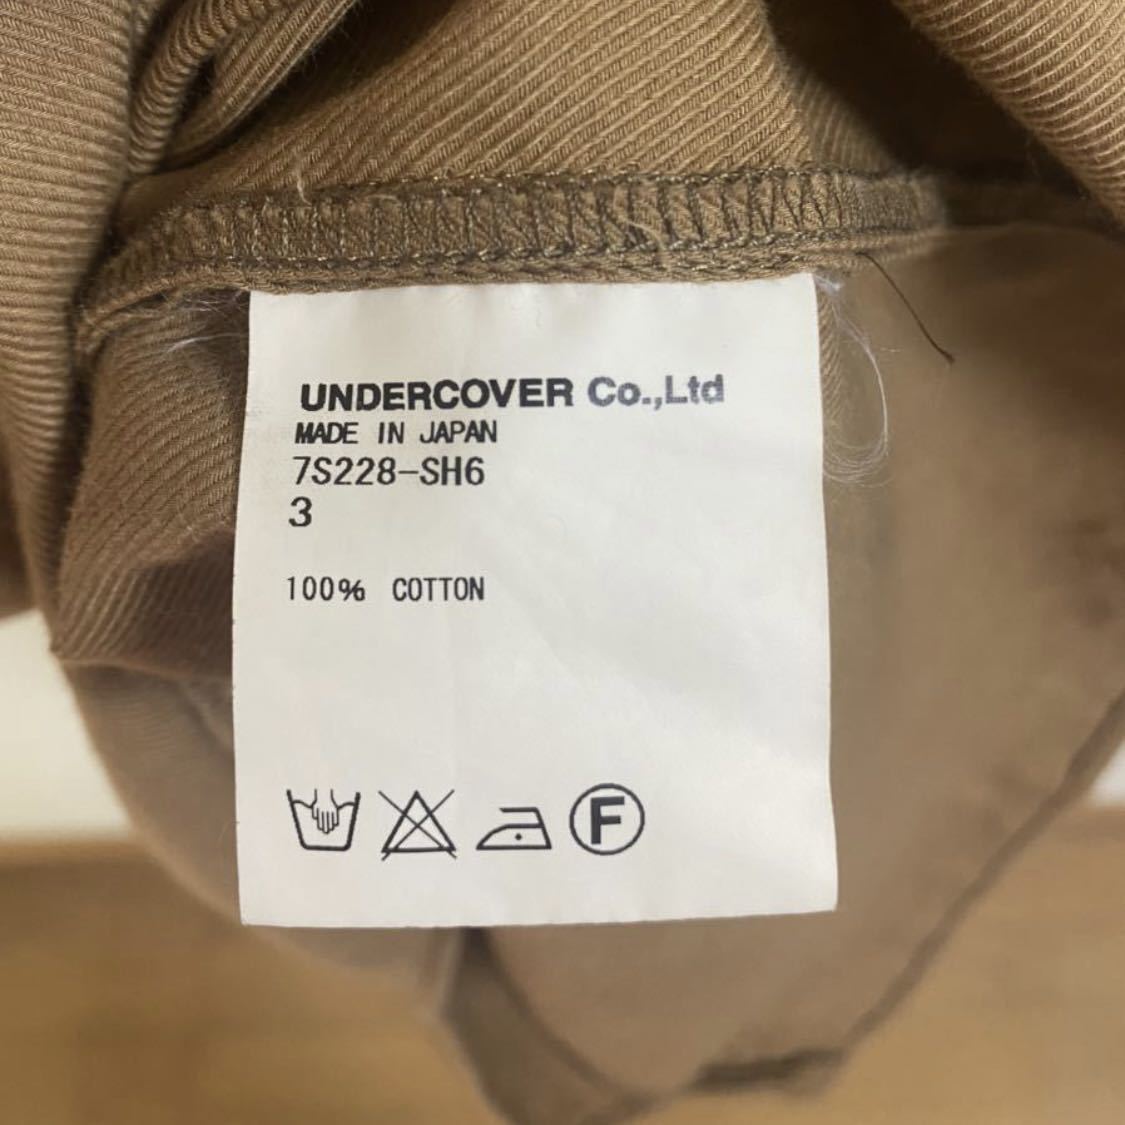 UNDERCOVER Co.,Ltd
MADE IN JAPAN
7S228-SH6
3
100% COTTON
F